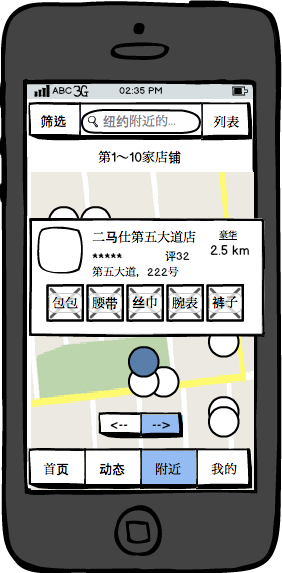 ABC 3G 02:35 PM
筛选 纽约附近的... 列表
第1～10家店铺
二马仕第五大道店 豪华
★★★★★ 评32 2.5 km
第五大道，222号
包包 腰带 丝巾 腕表 裤子
<-- -->
首页 动态 附近 我的